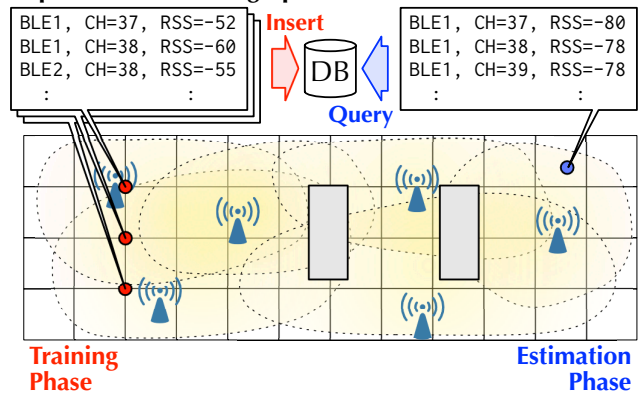 BLE1, CH=37, RSS=-52
BLE1, CH=38, RSS=-60
BLE2, CH=38, RSS=-55
: :
Insert
DB
Query
BLE1, CH=37, RSS=-80
BLE1, CH=38, RSS=-78
BLE1, CH=39, RSS=-78
: :
Training
Phase
Estimation
Phase